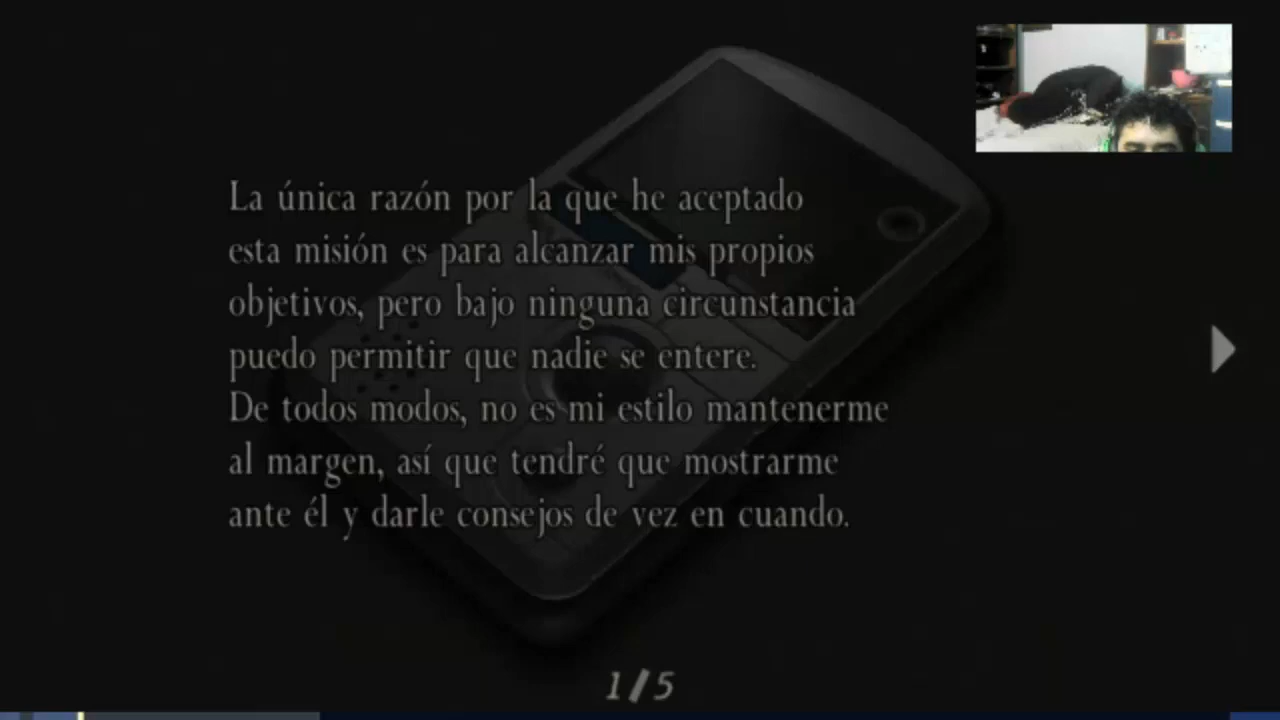 La única razón por la que he aceptado
esta misión es para alcanzar mis propios
objetivos, pero bajo ninguna circunstancia
puedo permitir que nadie se entere.
De todos modos, no es mi estilo mantenerme
al margen, así que tendré que mostrarme
ante él y darle consejos de vez en cuando.
1/5